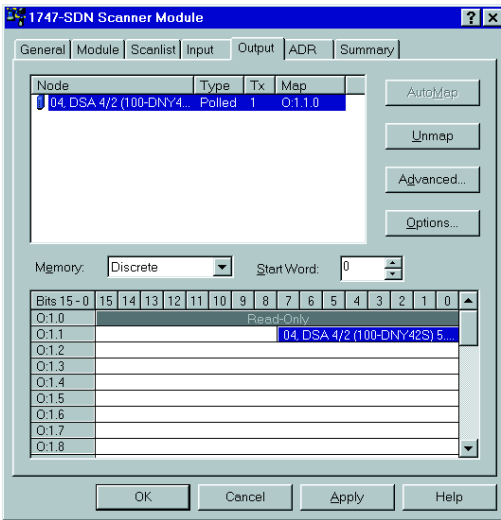 1747-SDN Scanner Module
General Module Scanlist Input Output ADR Summary
Node Type Tx Map
04, DSA 4/2 (100-DNY4... Polled 1 O:1.1.0
AutoMap
Unmap
Advanced...
Options...
Memory: Discrete Start Word: 0
Bits 15 - 0 15 14 13 12 11 10 9 8 7 6 5 4 3 2 1 0
O:1.0 Read-Only
O:1.1 04, DSA 4/2 (100-DNY42S) 5....
O:1.2
O:1.3
O:1.4
O:1.5
O:1.6
O:1.7
O:1.8
OK Cancel Apply Help